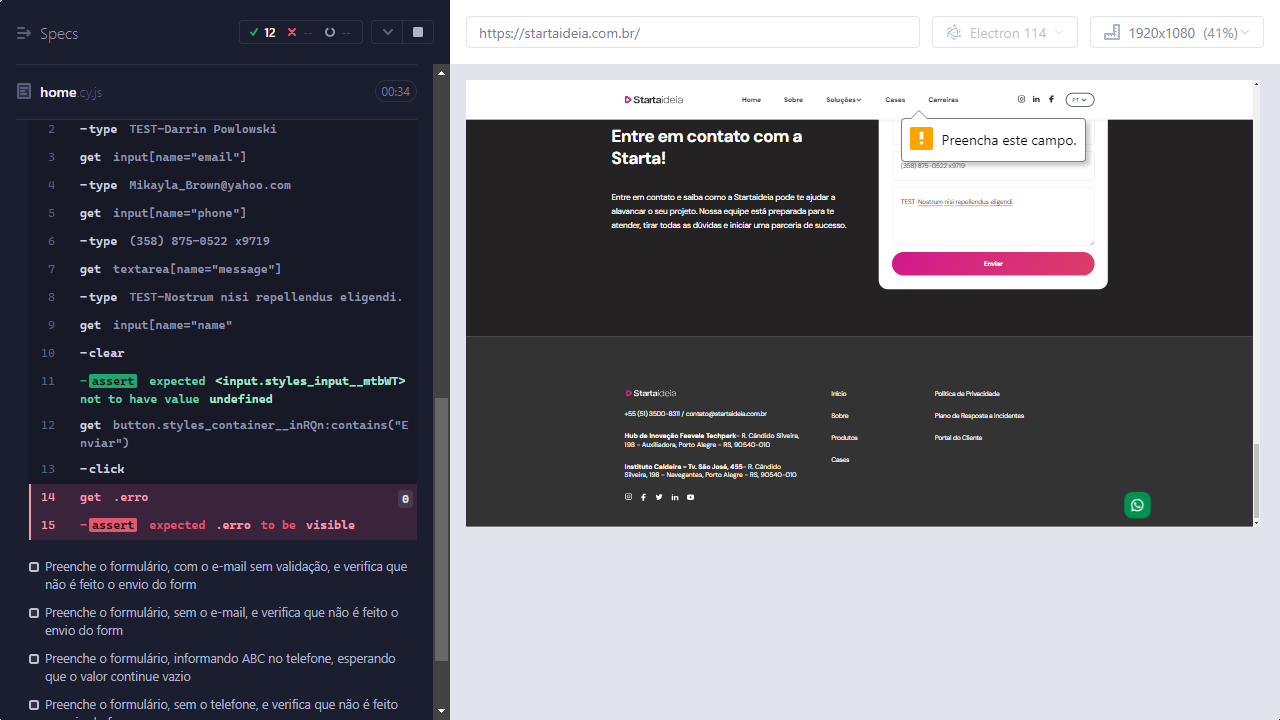 Specs
12
--
--
home.cy.js
00:34
2 -type TEST-Darrin Powlowski
3 get input[name="email"]
4 -type Mikayla_Brown@yahoo.com
5 get input[name="phone"]
6 -type (358) 875-0522 x9719
7 get textarea[name="message"]
8 -type TEST-Nostrum nisi repellendus eligendi.
9 get input[name="name"
10 -clear
11 -assert expected <input.styles_input__mtbWT>
not to have value undefined
12 get button.styles_container__inRQn:contains("E
nviar")
13 -click
14 get .erro 0
15 -assert expected .erro to be visible
Preenche o formulário, com o e-mail sem validação, e verifica que
não é feito o envio do form
Preenche o formulário, sem o e-mail, e verifica que não é feito o
envio do form
Preenche o formulário, informando ABC no telefone, esperando
que o valor continue vazio
Preenche o formulário, sem o telefone, e verifica que não é feito
https://startaideia.com.br/
Electron 114
1920x1080 (41%)
Startaideia
Home
Sobre
Soluções
Cases
Carreiras
PT
Preencha este campo.
Entre em contato com a
Starta!
Entre em contato e saiba como a Startaideia pode te ajudar a
alavancar o seu projeto. Nossa equipe está preparada para te
atender, tirar todas as dúvidas e iniciar uma parceria de sucesso.
(358) 875-0522 x9719
TEST-Nostrum nisi repellendus eligendi.
Enviar
Startaideia
+55 (51) 3500-8311 / contato@startaideia.com.br
Hub de Inovação Feevale Techpark- R. Cândido Silveira,
198 - Auxiliadora, Porto Alegre - RS, 90540-010
Instituto Caldeira - Tv. São José, 455- R. Cândido
Silveira, 198 - Navegantes, Porto Alegre - RS, 90540-010
Início
Sobre
Produtos
Cases
Política de Privacidade
Plano de Resposta a Incidentes
Portal do Cliente